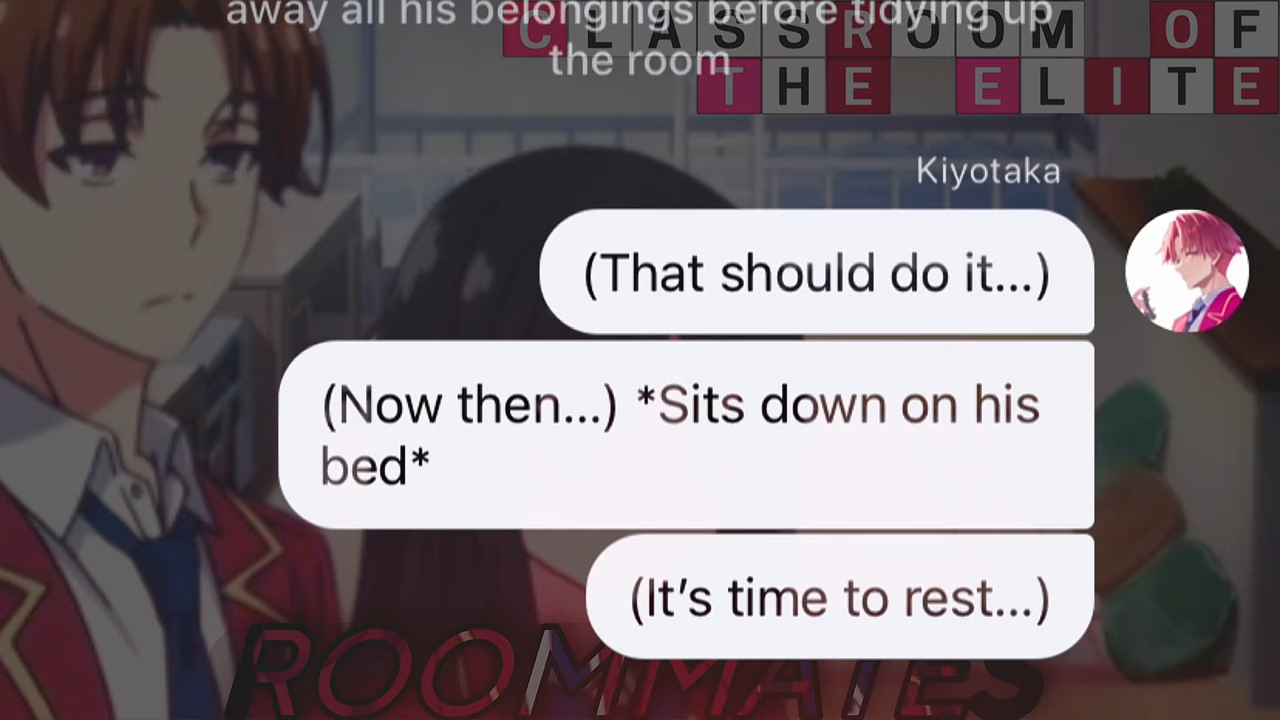 away all his belongings before tidying up
the room
CLASSROOM OF
THE ELITE
Kiyotaka
(That should do it...)
(Now then...) *Sits down on his
bed*
(It's time to rest...)
ROOMMATES